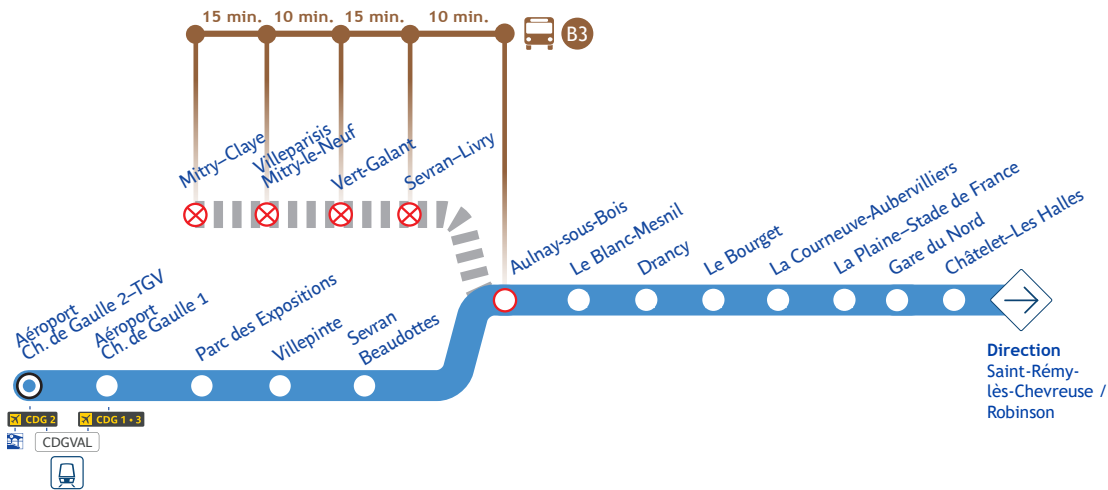 15 min.
10 min.
15 min.
10 min.
B3
Mitry–Claye
Villeparisis
Mitry-le-Neuf
Vert-Galant
Sevran–Livry
Aulnay-sous-Bois
Le Blanc-Mesnil
Drancy
Le Bourget
La Courneuve-Aubervilliers
La Plaine–Stade de France
Gare du Nord
Châtelet–Les Halles
Aéroport
Ch. de Gaulle 2–TGV
Aéroport
Ch. de Gaulle 1
Parc des Expositions
Villepinte
Sevran
Beaudottes
Direction
Saint-Rémy-
lès-Chevreuse /
Robinson
CDG 2
CDG 1 • 3
CDGVAL